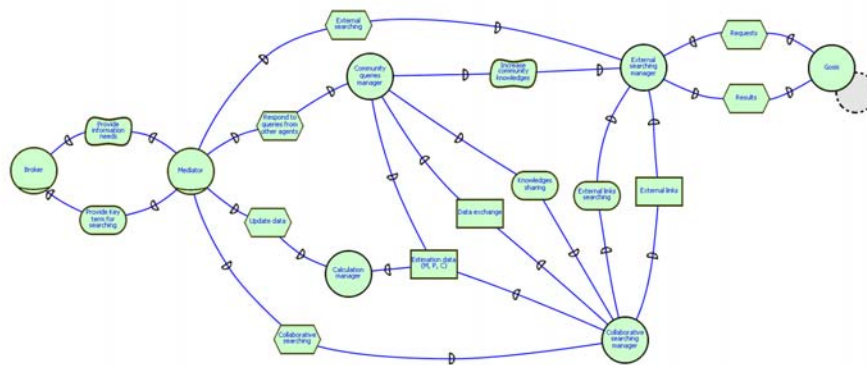 External
searching
Community
queries
manager
Increase
community
knowledges
External
searching
manager
Requests
Results
Goois
Provide
information
needs
Broker
Provide Key
term for
searching
Mediator
Respond to
queries from
other agents
Update data
Calculation
manager
Estimation data
(M, P, C)
Data exchange
Knowledges
sharing
External links
searching
External links
Collaborative
searching
Collaborative
searching
manager